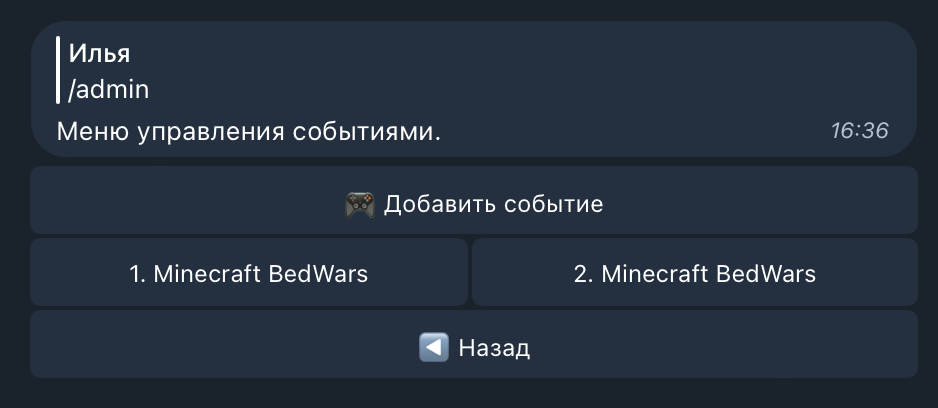 Илья
/admin
Меню управления событиями.
16:36
🎮 Добавить событие
1. Minecraft BedWars
2. Minecraft BedWars
◀️ Назад